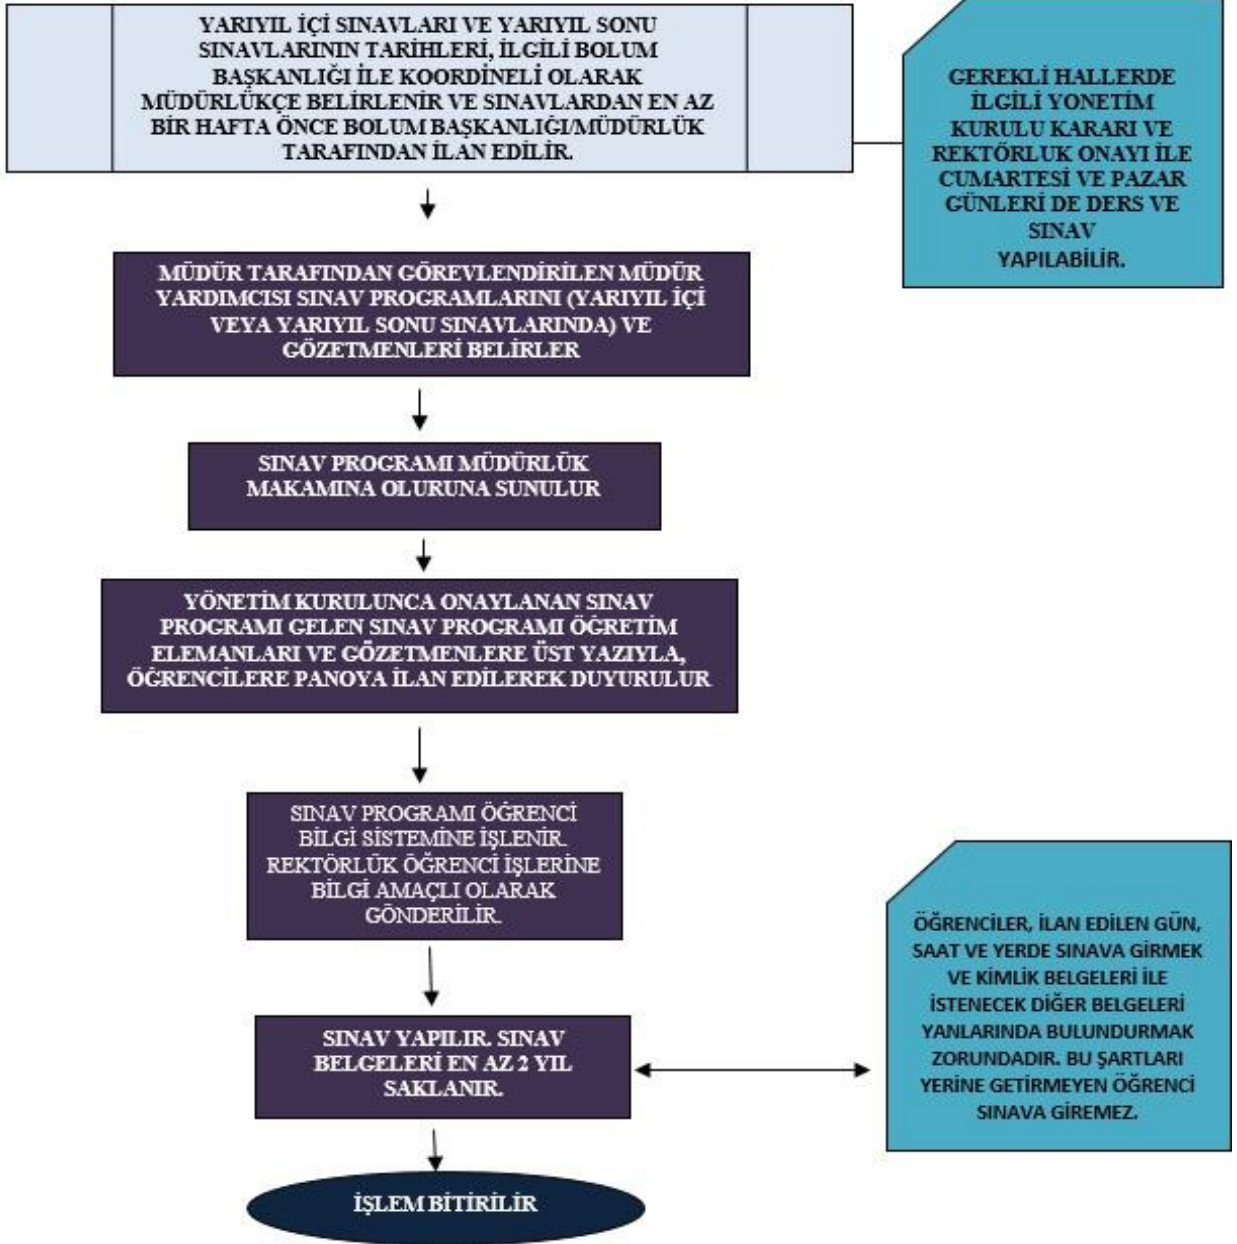 YARIYIL İÇİ SINAVLARI VE YARIYIL SONU
SINAVLARININ TARİHLERİ, İLGİLİ BOLUM
BAŞKANLIĞI İLE KOORDİNELİ OLARAK
MÜDÜRLÜKÇE BELİRLENİR VE SINAVLARDAN EN AZ
BİR HAFTA ÖNCE BOLUM BAŞKANLIĞI/MÜDÜRLÜK
TARAFINDAN İLAN EDİLİR.
GEREKLİ HALLERDE
İLGİLİ YONETİM
KURULU KARARI VE
REKTÖRLUK ONAYI İLE
CUMARTESİ VE PAZAR
GÜNLERİ DE DERS VE
SINAV
YAPILABİLİR.
MÜDÜR TARAFINDAN GÖREVLENDİRİLEN MÜDÜR
YARDIMCISI SINAV PROGRAMLARINI (YARIYIL İÇİ
VEYA YARIYIL SONU SINAVLARINDA) VE
GÖZETMENLERİ BELİRLER
SINAV PROGRAMI MÜDÜRLÜK
MAKAMINA OLURUNA SUNULUR
YÖNETİM KURULUNCA ONAYLANAN SINAV
PROGRAMI GELEN SINAV PROGRAMI ÖĞRETİM
ELEMANLARI VE GÖZETMENLERE ÜST YAZIYLA,
ÖĞRENCİLERE PANOYA İLAN EDİLEREK DUYURULUR
SINAV PROGRAMI ÖĞRENCİ
BİLGİ SİSTEMİNE İŞLENİR.
REKTÖRLÜK ÖĞRENCİ İŞLERİNE
BİLGİ AMAÇLI OLARAK
GÖNDERİLİR.
SINAV YAPILIR. SINAV
BELGELERİ EN AZ 2 YIL
SAKLANIR.
ÖĞRENCİLER, İLAN EDİLEN GÜN,
SAAT VE YERDE SINAVA GİRMEK
VE KİMLİK BELGELERİ İLE
İSTENECEK DİĞER BELGELERİ
YANLARINDA BULUNDURMAK
ZORUNDADIR. BU ŞARTLARI
YERİNE GETİRMEYEN ÖĞRENCİ
SINAVA GİREMEZ.
İŞLEM BİTİRİLİR